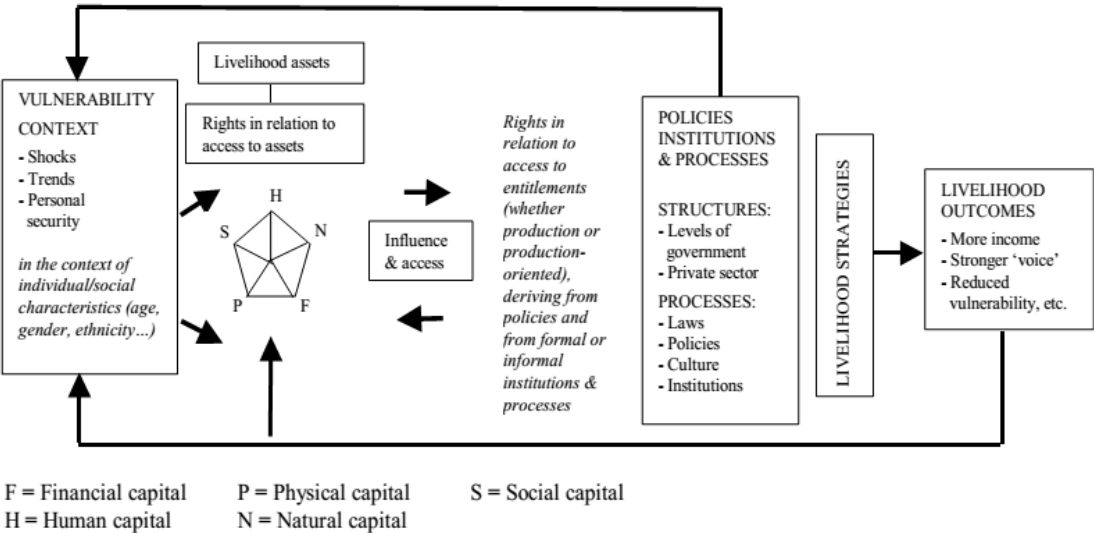 VULNERABILITY
CONTEXT
- Shocks
- Trends
- Personal
security
in the context of
individual/social
characteristics (age,
gender, ethnicity…)
Livelihood assets
Rights in relation to
access to assets
H
S
N
P
F
Influence
& access
Rights in
relation to
access to
entitlements
(whether
production or
production-
oriented),
deriving from
policies and
from formal or
informal
institutions &
processes
POLICIES
INSTITUTIONS
& PROCESSES
STRUCTURES:
- Levels of
government
- Private sector
PROCESSES:
- Laws
- Policies
- Culture
- Institutions
LIVELIHOOD STRATEGIES
LIVELIHOOD
OUTCOMES
- More income
- Stronger ‘voice’
- Reduced
vulnerability, etc.
F = Financial capital P = Physical capital S = Social capital
H = Human capital N = Natural capital